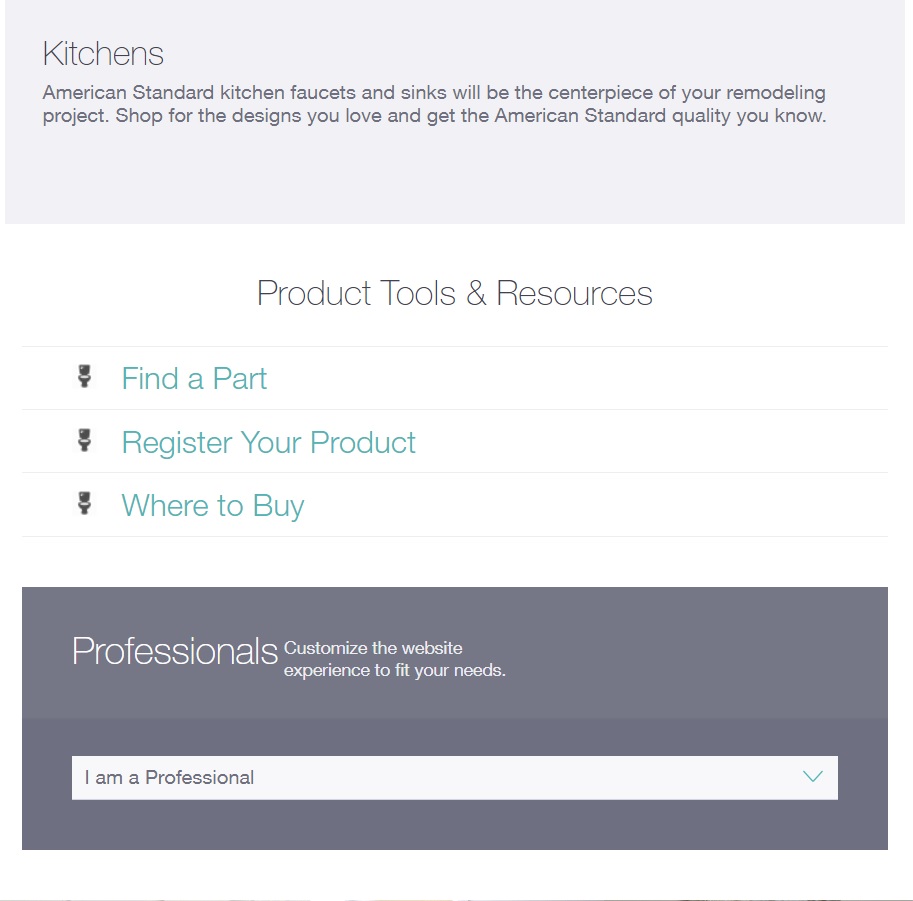 Kitchens
American Standard kitchen faucets and sinks will be the centerpiece of your remodeling
project. Shop for the designs you love and get the American Standard quality you know.
Product Tools & Resources
Find a Part
Register Your Product
Where to Buy
Professionals
Customize the website
experience to fit your needs.
I am a Professional